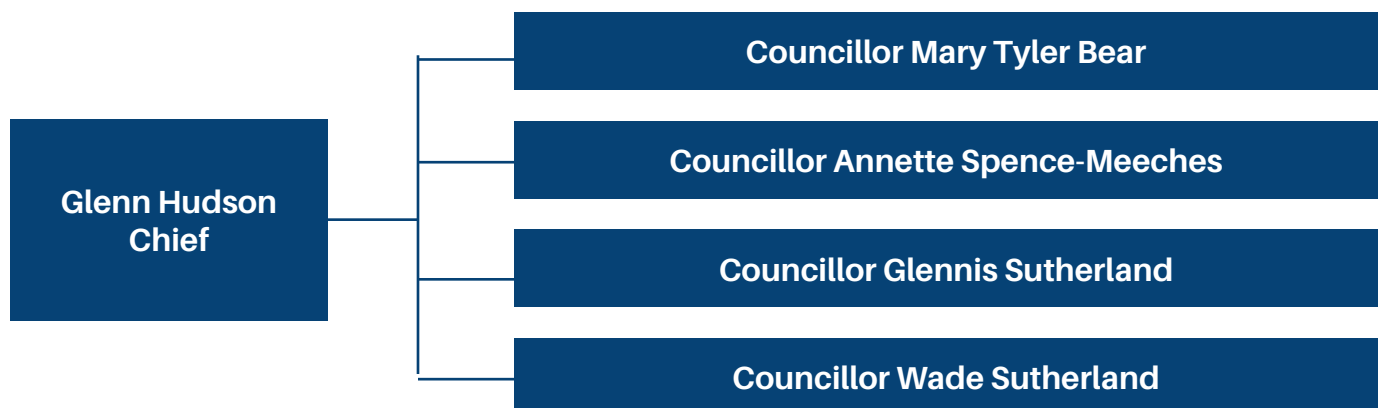 Glenn Hudson
Chief
Councillor Mary Tyler Bear
Councillor Annette Spence-Meeches
Councillor Glennis Sutherland
Councillor Wade Sutherland